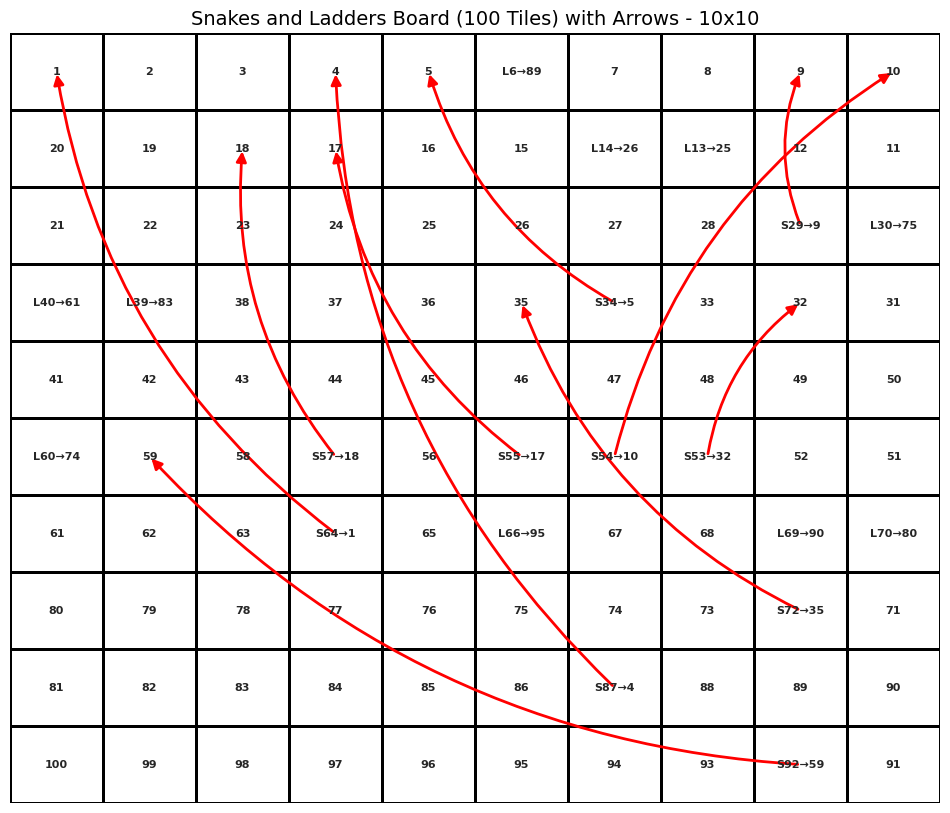 Snakes and Ladders Board (100 Tiles) with Arrows - 10x10
1 2 3 4 5 L6→89 7 8 9 10
20 19 18 17 16 15 L14→26 L13→25 12 11
21 22 23 24 25 26 27 28 S29→9 L30→75
L40→61 L39→83 38 37 36 35 S34→5 33 32 31
41 42 43 44 45 46 47 48 49 50
L60→74 59 58 S57→18 56 S55→17 S54→10 S53→32 52 51
61 62 63 S64→1 65 L66→95 67 68 L69→90 L70→80
80 79 78 77 76 75 74 73 S72→35 71
81 82 83 84 85 86 S87→4 88 89 90
100 99 98 97 96 95 94 93 S92→59 91